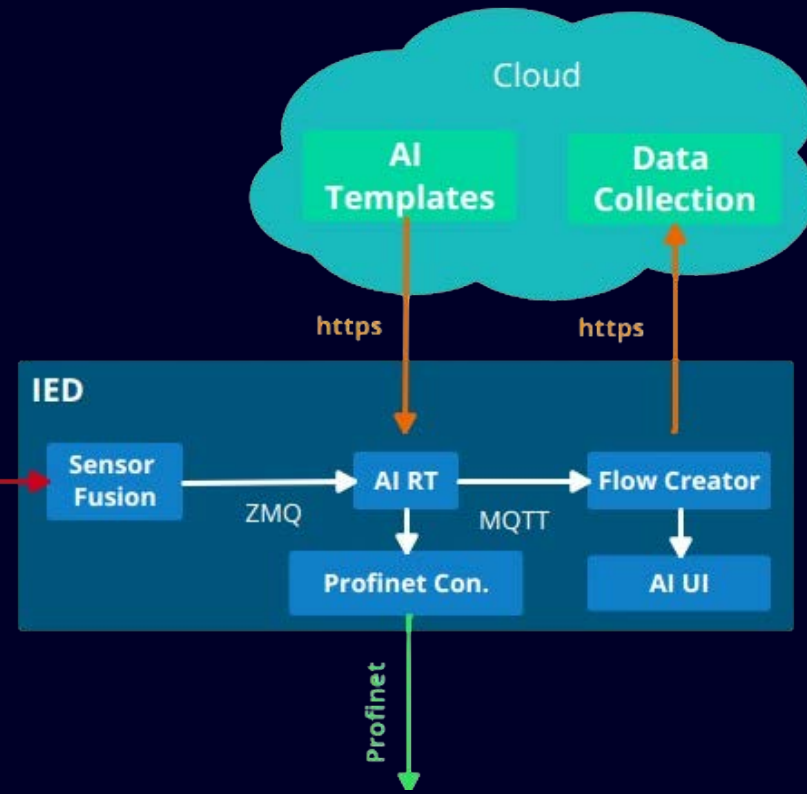 Cloud
AI
Templates
Data
Collection
https
https
IED
Sensor
Fusion
ZMQ
AI RT
MQTT
Flow Creator
Profinet Con.
AI UI
Profinet